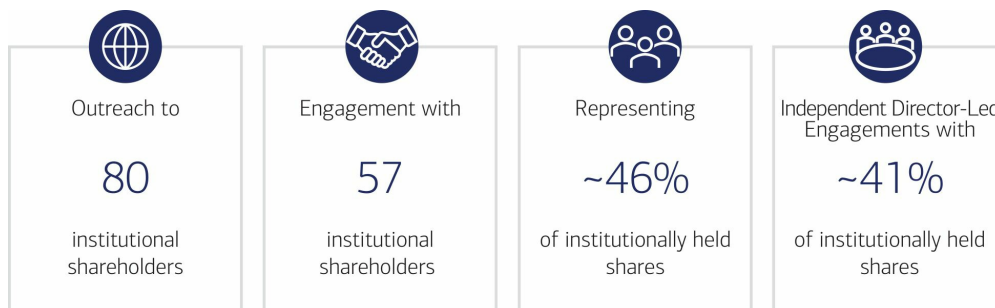 Outreach to
80
institutional
shareholders
Engagement with
57
institutional
shareholders
Representing
~46%
of institutionally held
shares
Independent Director-Led
Engagements with
~41%
of institutionally held
shares